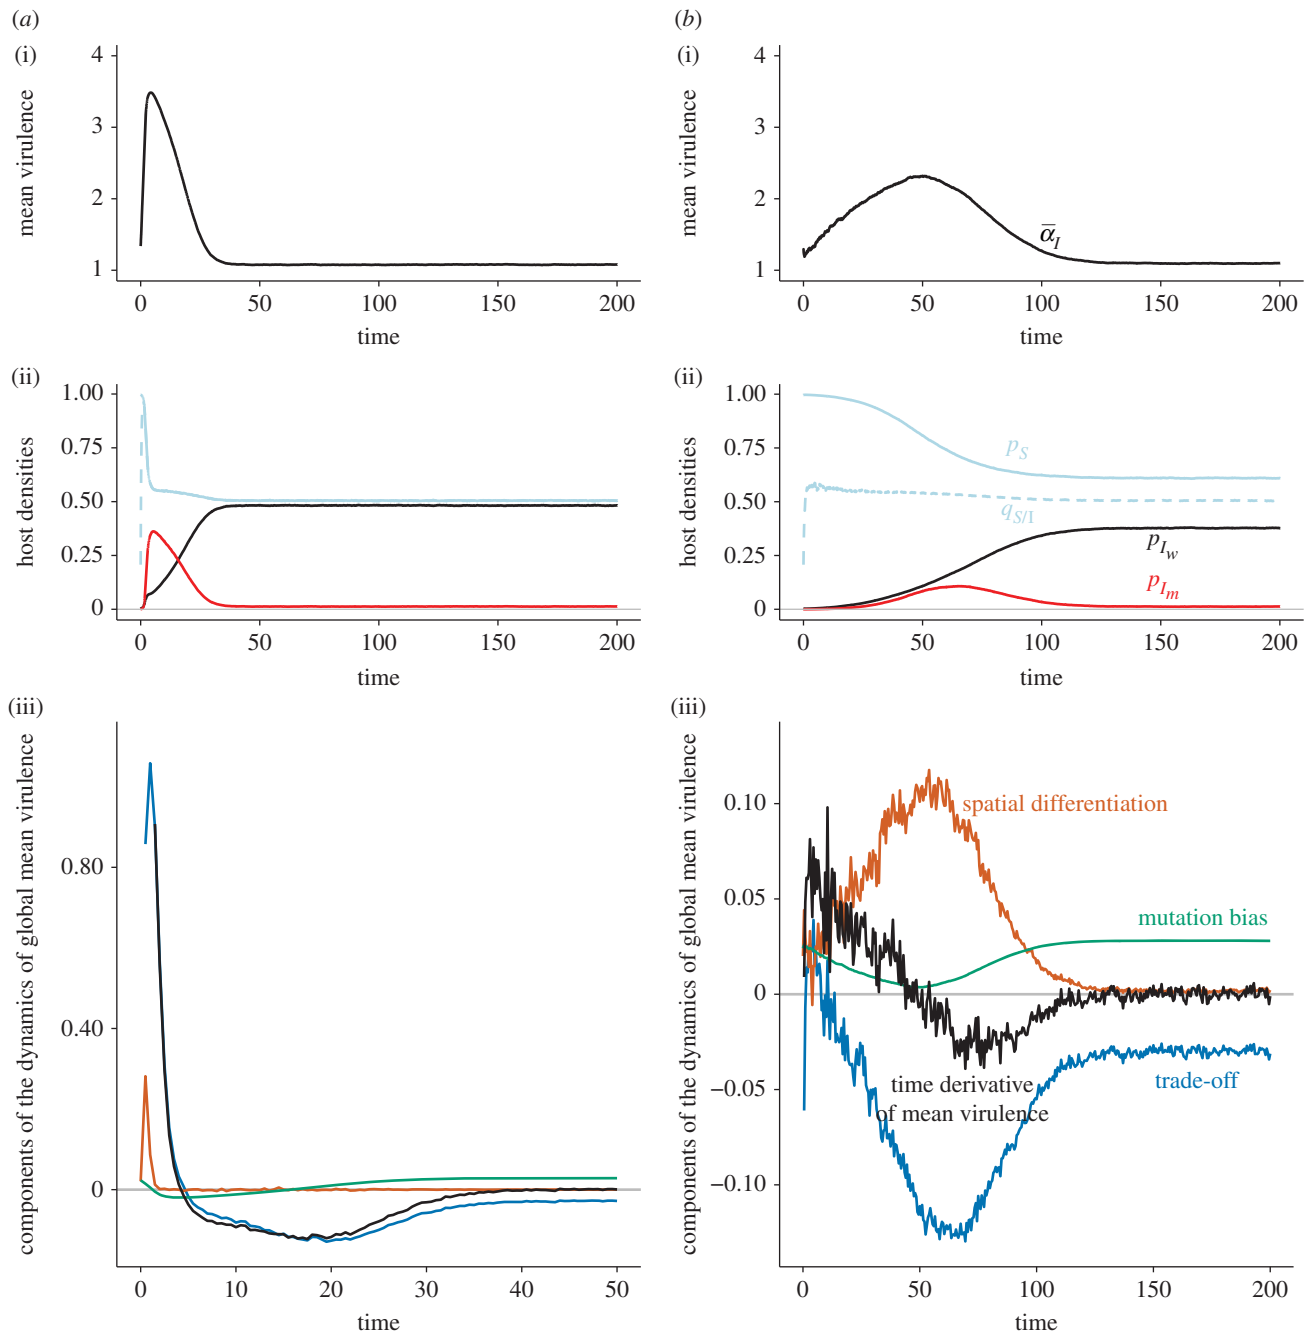 (a)
(i)
mean virulence
4
3
2
1
0 50 100 150 200
time
(ii)
host densities
1.00
0.75
0.50
0.25
0
0 50 100 150 200
time
(iii)
components of the dynamics of global mean virulence
0.80
0.40
0
0 10 20 30 40 50
time
(b)
(i)
mean virulence
4
3
2
1
α̅_I
0 50 100 150 200
time
(ii)
host densities
1.00
0.75
0.50
0.25
0
p_S
q_S/I
p_I_w
p_I_m
0 50 100 150 200
time
(iii)
components of the dynamics of global mean virulence
0.10
0.05
0
−0.05
−0.10
spatial differentiation
mutation bias
time derivative
of mean virulence
trade-off
0 50 100 150 200
time